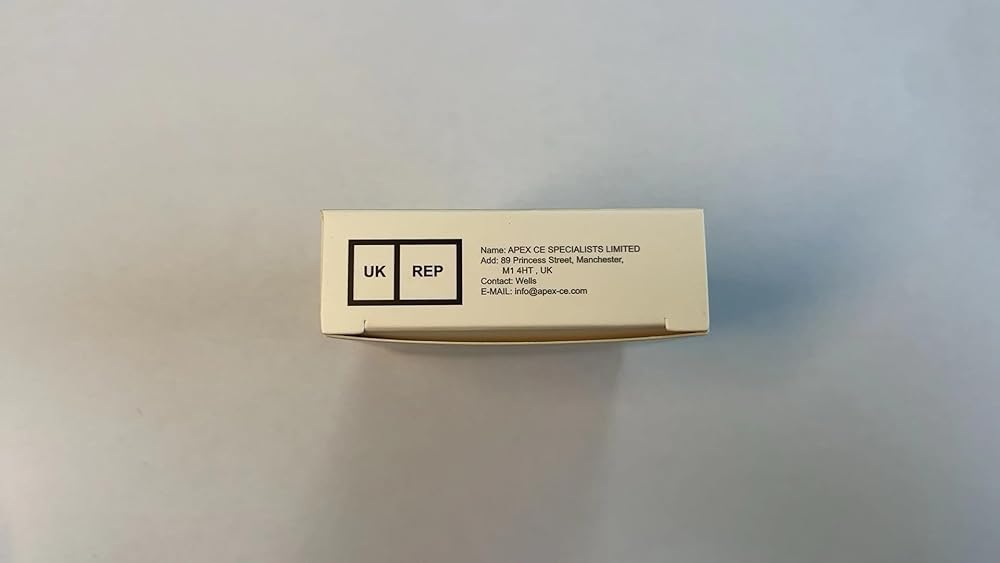 UK REP
Name: APEX CE SPECIALISTS LIMITED
Add: 89 Princess Street, Manchester,
M1 4HT , UK
Contact: Wells
E-MAIL: info@apex-ce.com